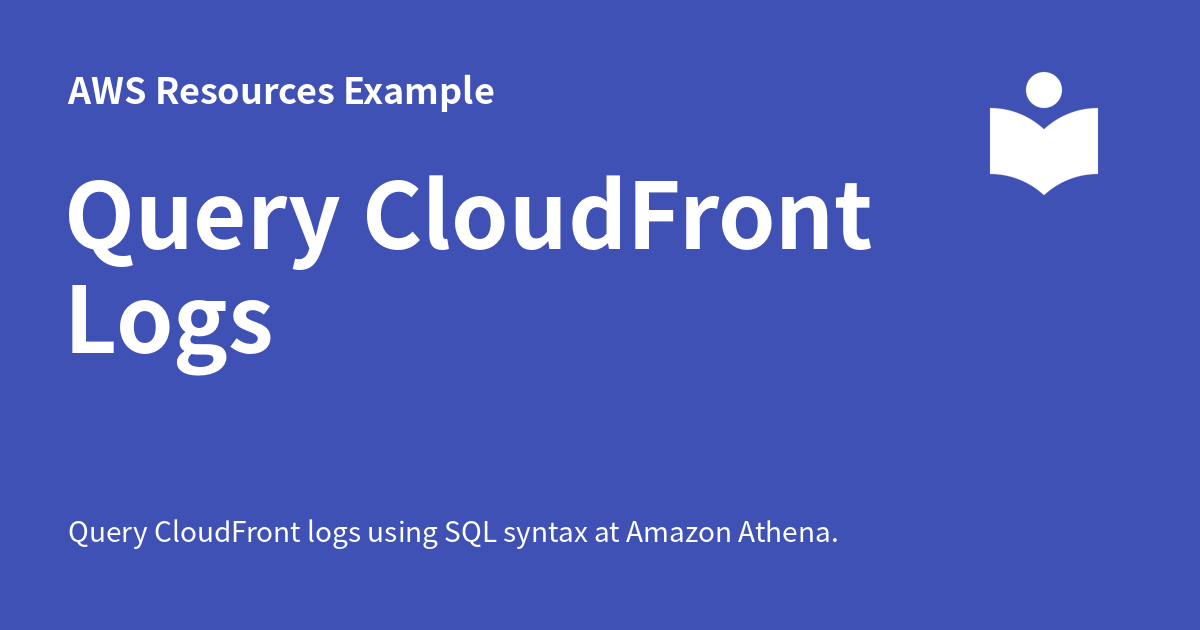 AWS Resources Example
Query CloudFront
Logs
Query CloudFront logs using SQL syntax at Amazon Athena.